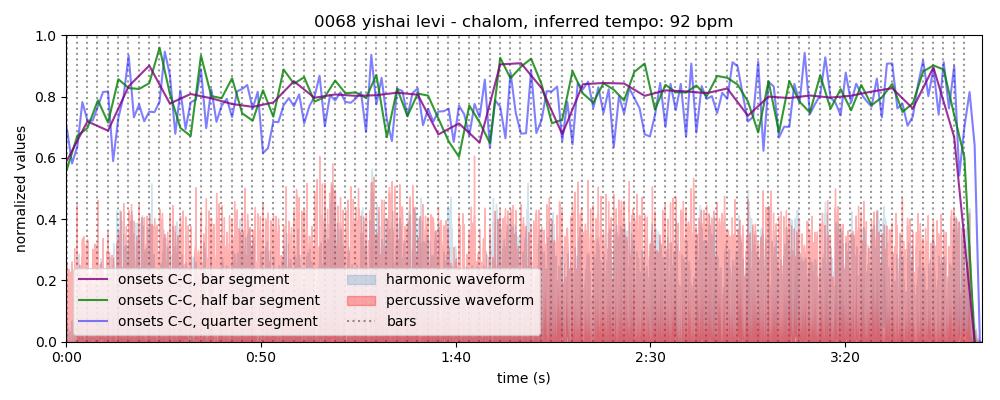 0068 yishai levi - chalom, inferred tempo: 92 bpm
1.0
0.8
0.6
0.4
0.2
0.0
normalized values
onsets C-C, bar segment
onsets C-C, half bar segment
onsets C-C, quarter segment
harmonic waveform
percussive waveform
bars
0:00 0:50 1:40 2:30 3:20
time (s)